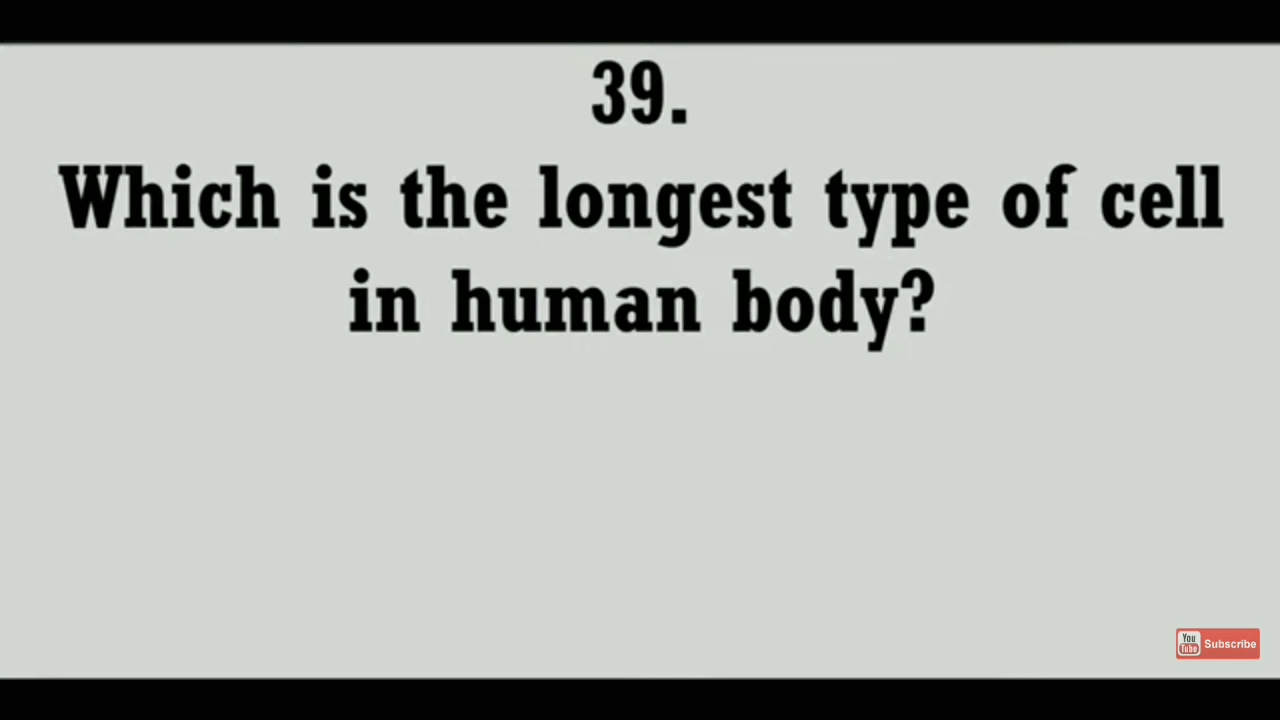 39.
Which is the longest type of cell
in human body?
You
Tube
Subscribe